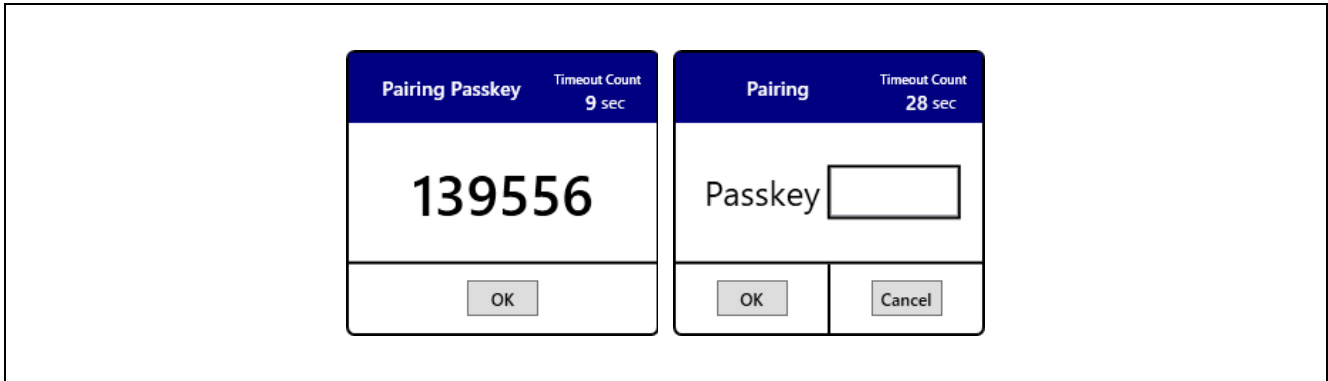 Pairing Passkey
Timeout Count
9 sec
139556
OK
Pairing
Timeout Count
28 sec
Passkey
OK
Cancel